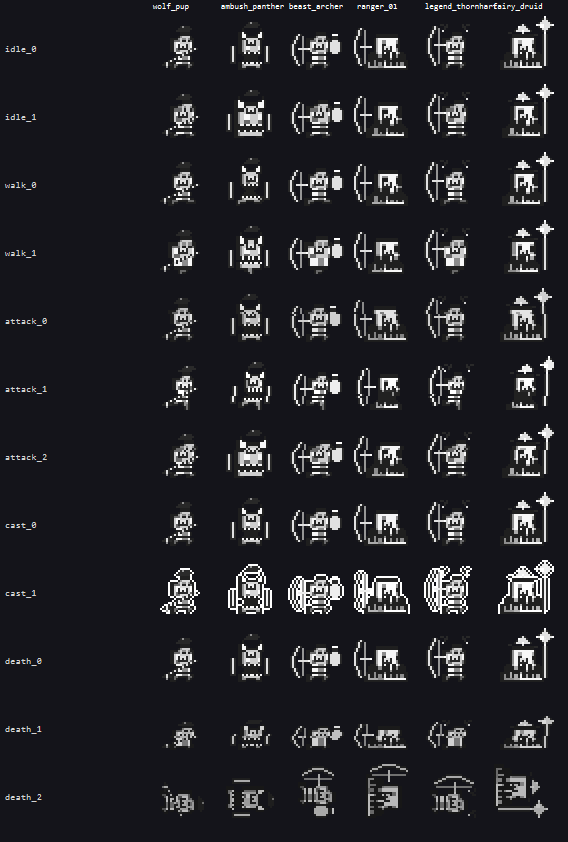 wolf_pup ambush_panther beast_archer ranger_01 legend_thornharfairy_druid
idle_0
idle_1
walk_0
walk_1
attack_0
attack_1
attack_2
cast_0
cast_1
death_0
death_1
death_2